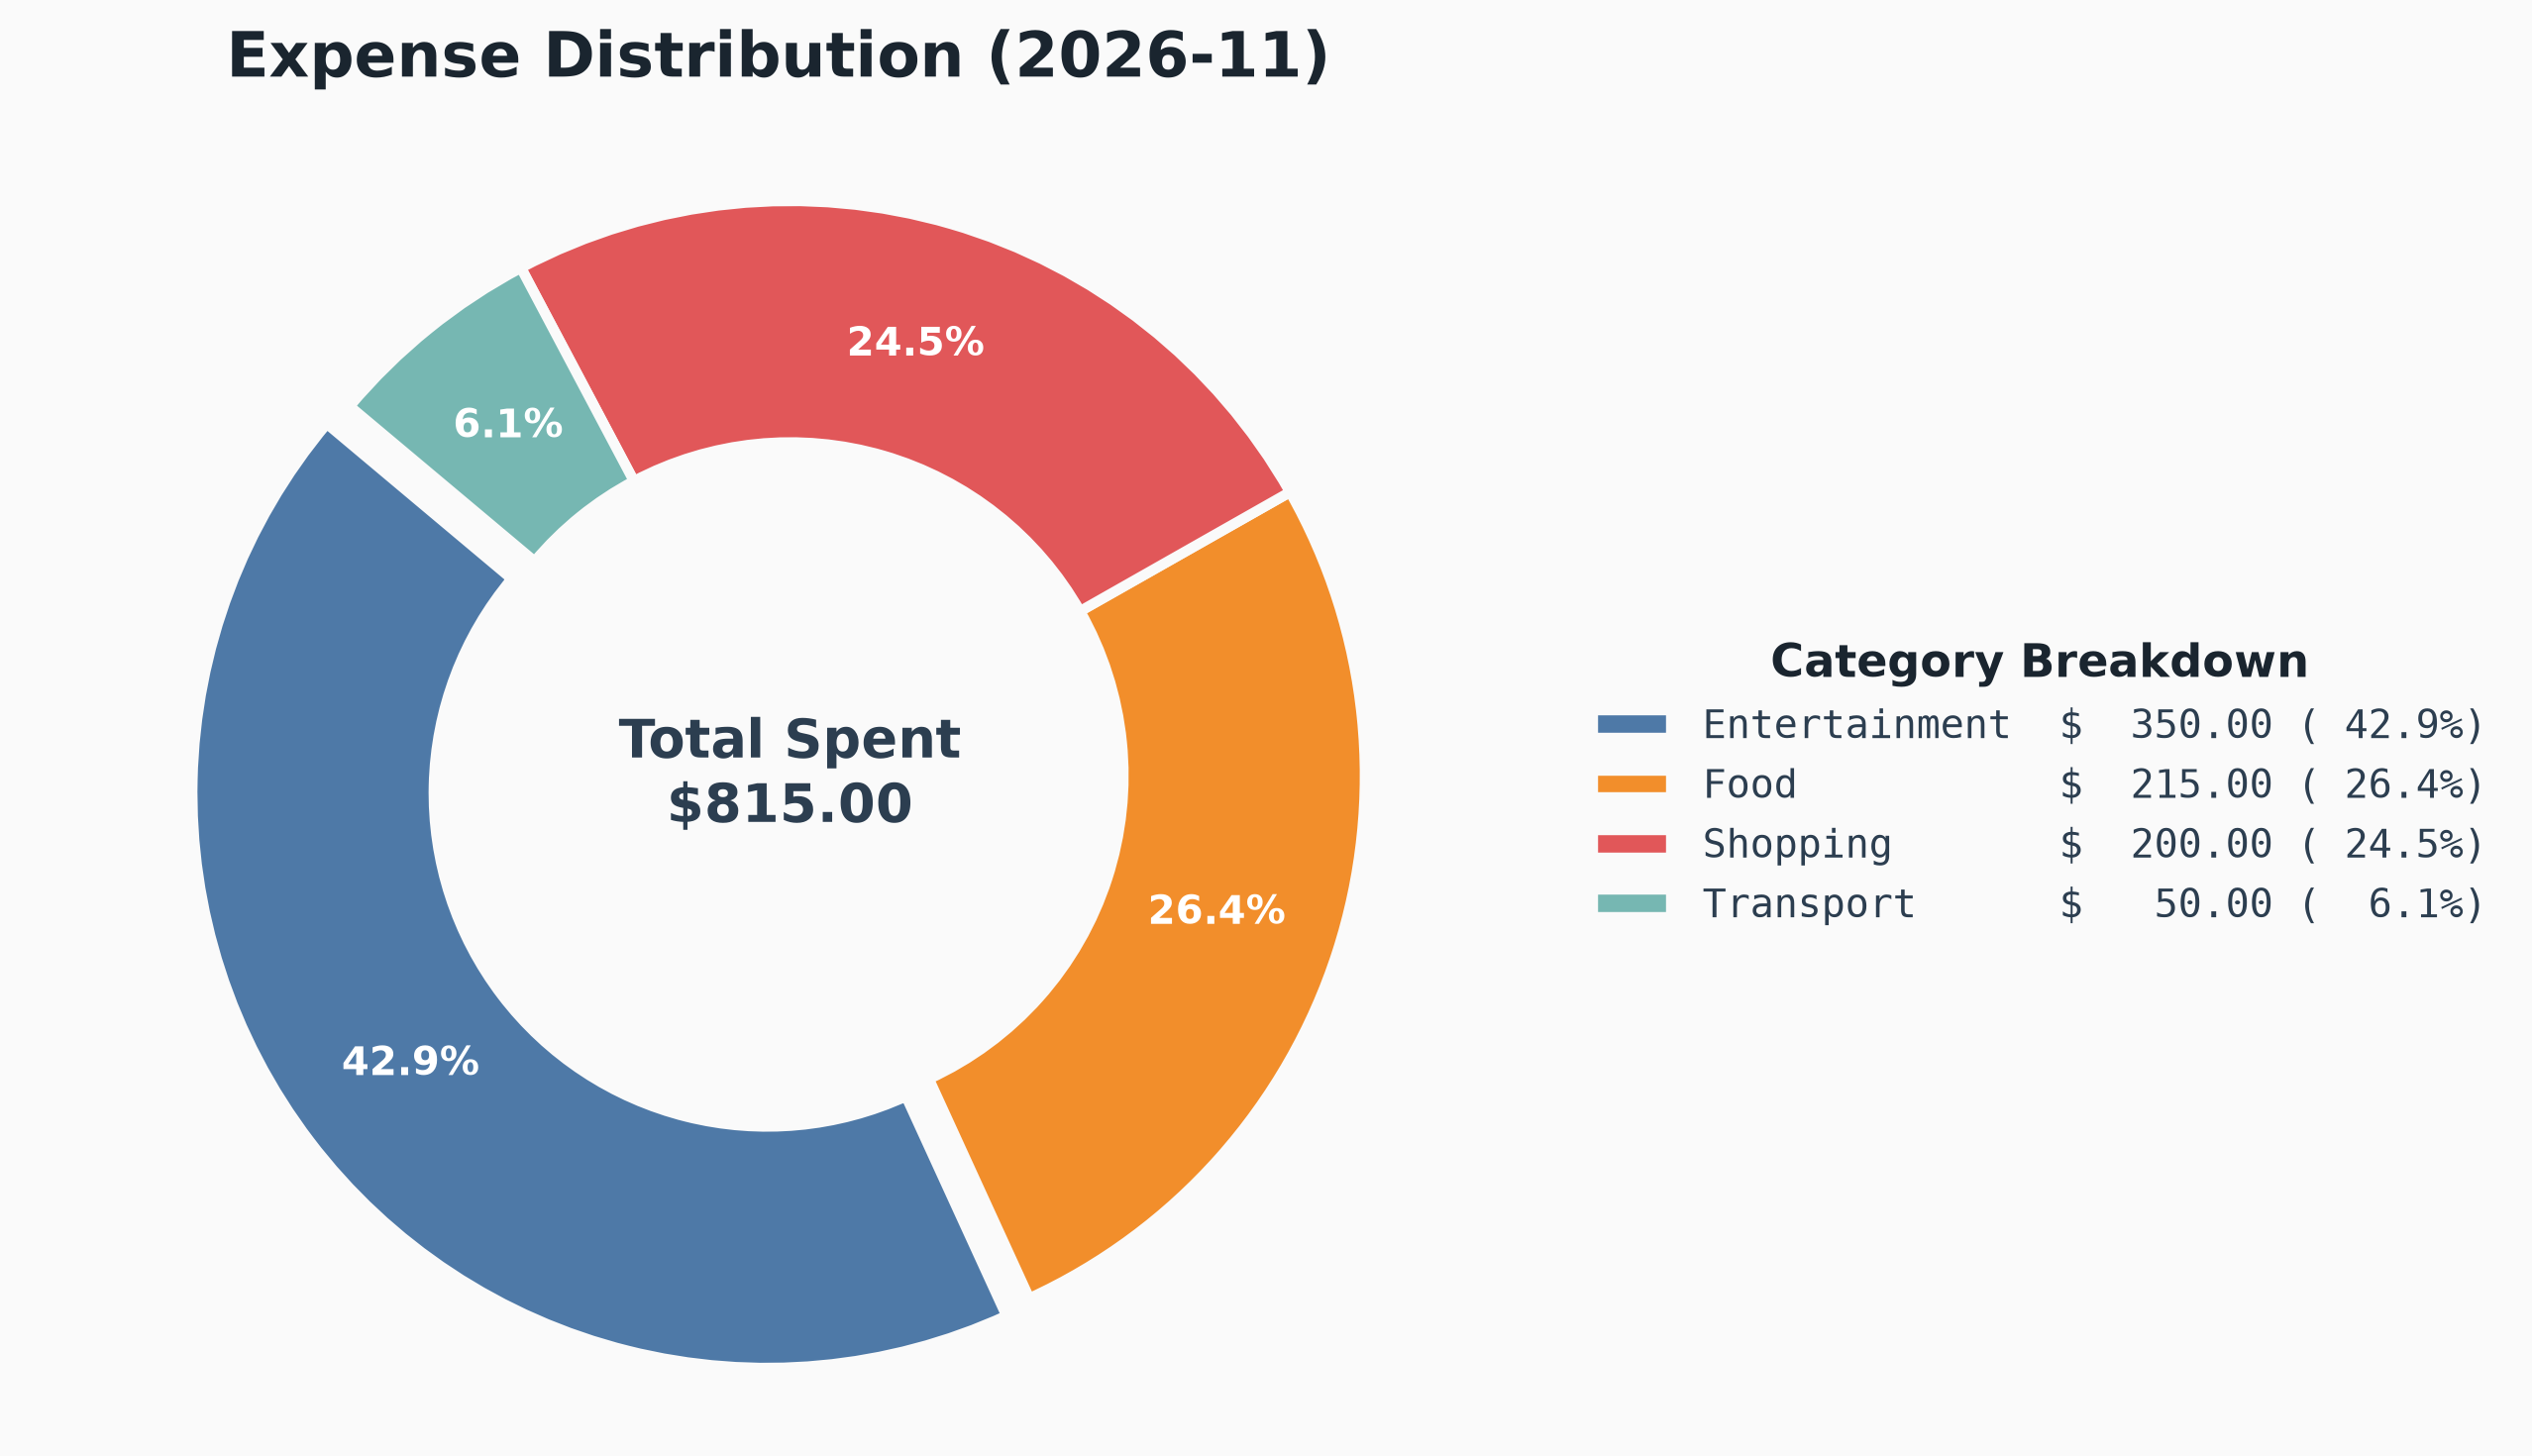 Expense Distribution (2026-11)
24.5%
6.1%
Total Spent
$815.00
26.4%
42.9%
Category Breakdown
Entertainment  $  350.00 ( 42.9%)
Food           $  215.00 ( 26.4%)
Shopping       $  200.00 ( 24.5%)
Transport      $   50.00 (  6.1%)